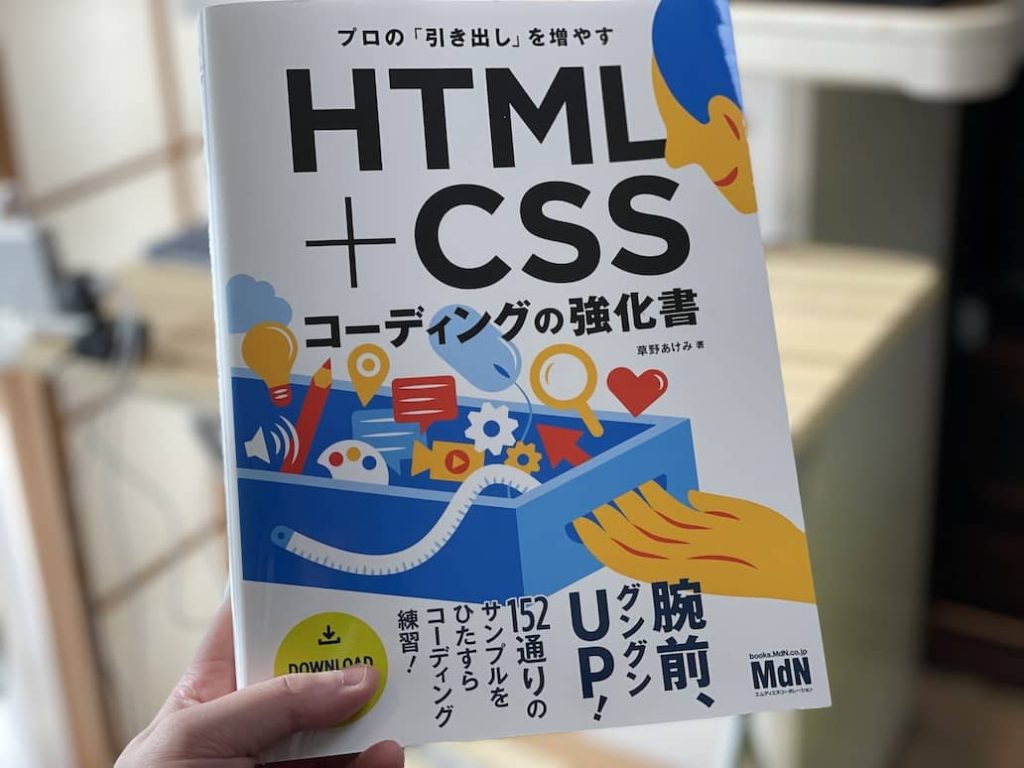 プロの「引き出し」を増やす
HTML
+CSS
コーディングの強化書
草野あけみ 著
腕前、
グングン
UP!
152通りの
サンプルを
ひたすら
コーディング
練習!
DOWNLOAD
books.MdN.co.jp
MdN
エムディエヌコーポレーション